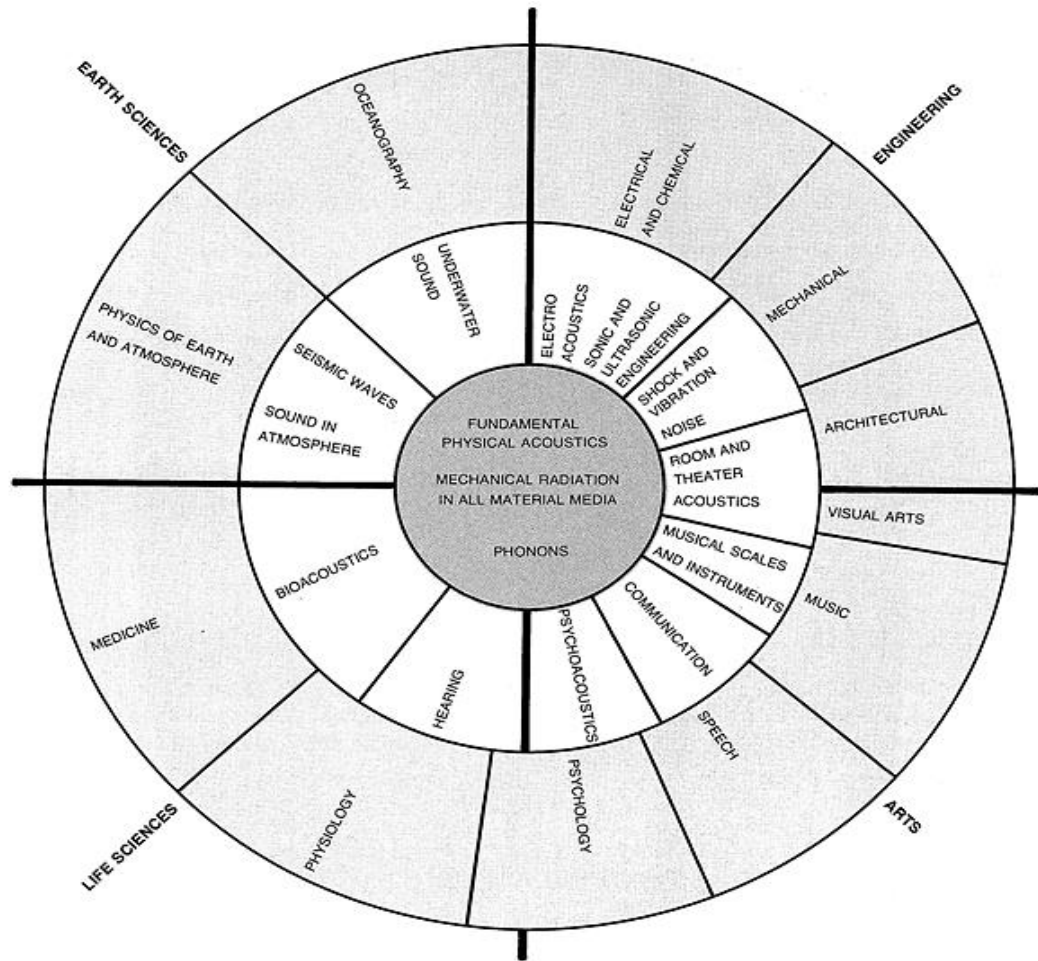 EARTH SCIENCES
ENGINEERING
ARTS
LIFE SCIENCES
OCEANOGRAPHY
ELECTRICAL
AND CHEMICAL
MECHANICAL
ARCHITECTURAL
VISUAL ARTS
MUSIC
SPEECH
PSYCHOLOGY
PHYSIOLOGY
MEDICINE
PHYSICS OF EARTH
AND ATMOSPHERE
UNDERWATER
SOUND
ELECTRO
ACOUSTICS
SONIC AND
ULTRASONIC
ENGINEERING
SHOCK AND
VIBRATION
NOISE
ROOM AND
THEATER
ACOUSTICS
MUSICAL SCALES
AND INSTRUMENTS
COMMUNICATION
PSYCHOACOUSTICS
HEARING
BIOACOUSTICS
SEISMIC WAVES
SOUND IN
ATMOSPHERE
FUNDAMENTAL
PHYSICAL ACOUSTICS
MECHANICAL RADIATION
IN ALL MATERIAL MEDIA
PHONONS